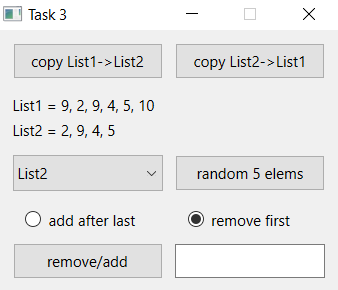 Task 3
copy List1->List2 copy List2->List1
List1 = 9, 2, 9, 4, 5, 10
List2 = 2, 9, 4, 5
List2 random 5 elems
add after last remove first
remove/add